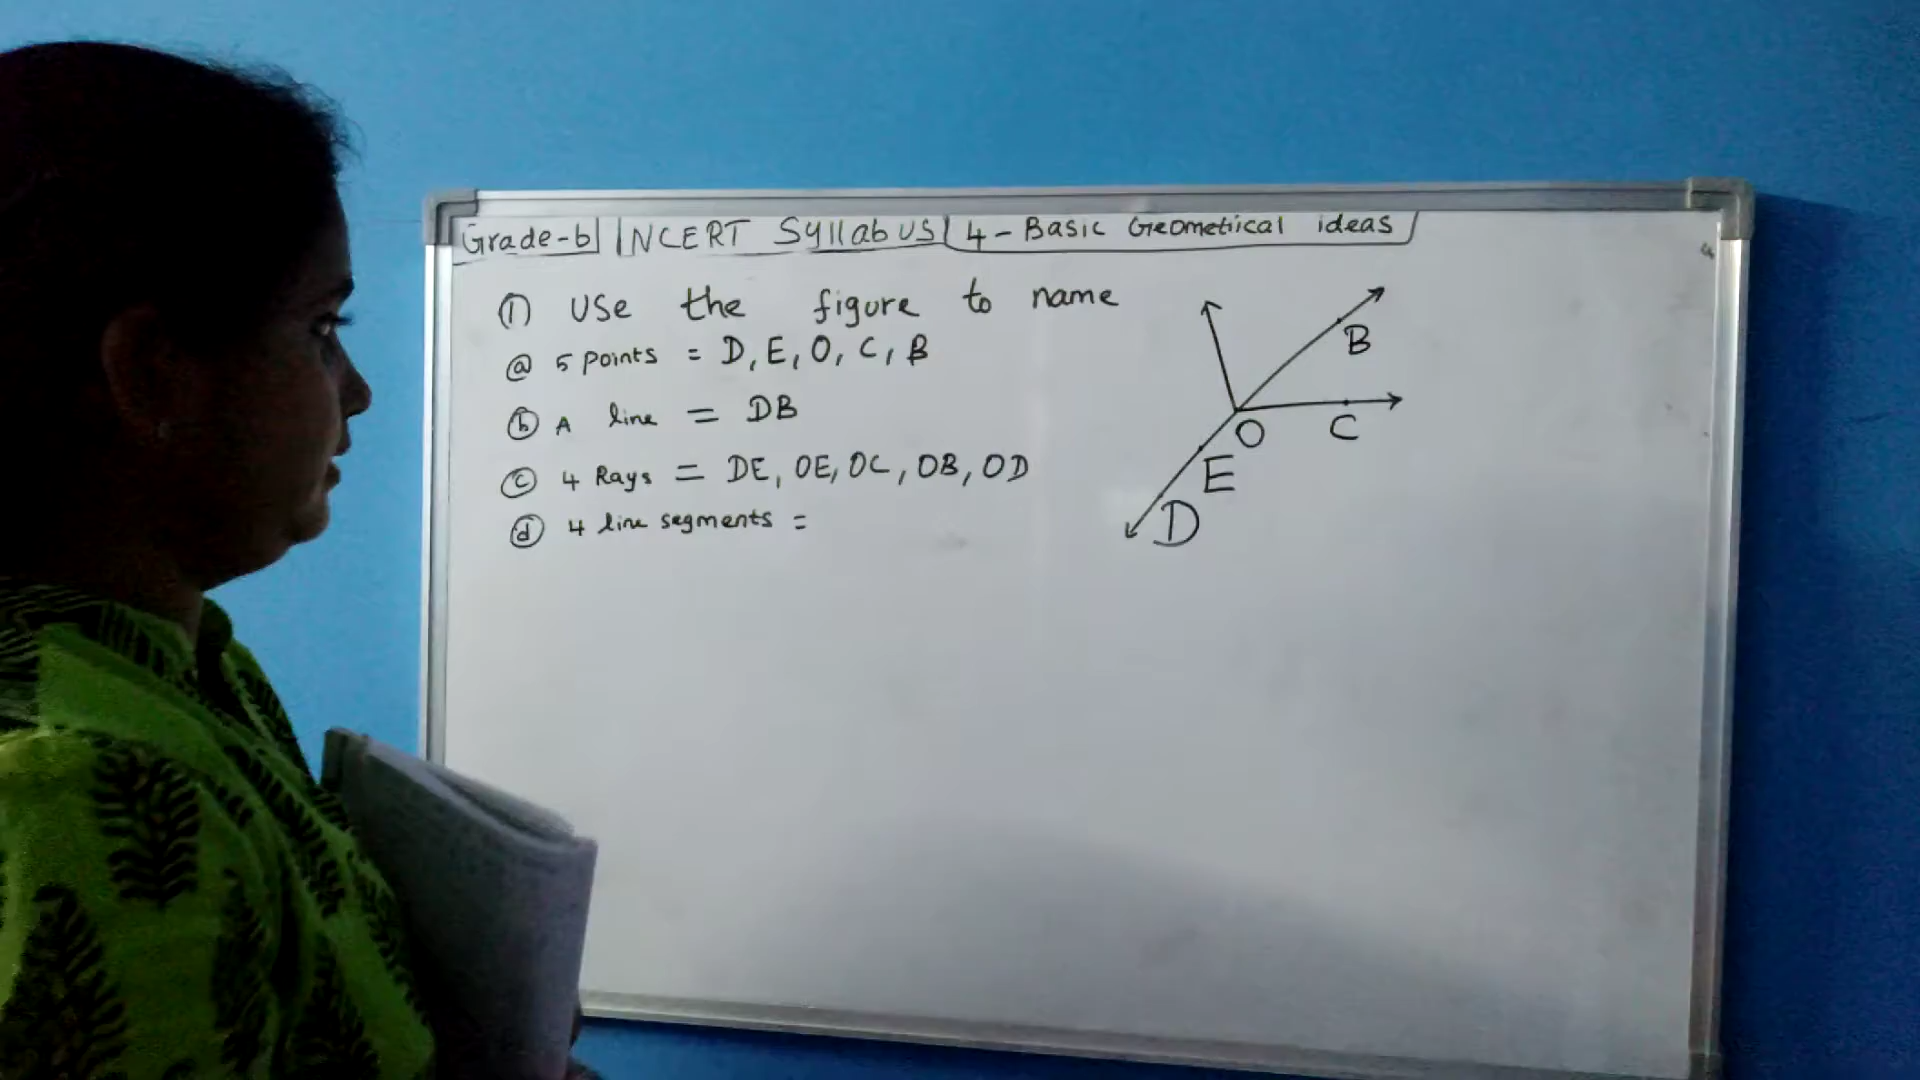 Grade-6 NCERT Syllabus 4 - Basic Geometrical ideas
① Use the figure to name
ⓐ 5 points = D, E, O, C, B
ⓑ A line = DB
ⓒ 4 Rays = DE, OE, OC, OB, OD
ⓓ 4 line segments =
B
O
C
E
D